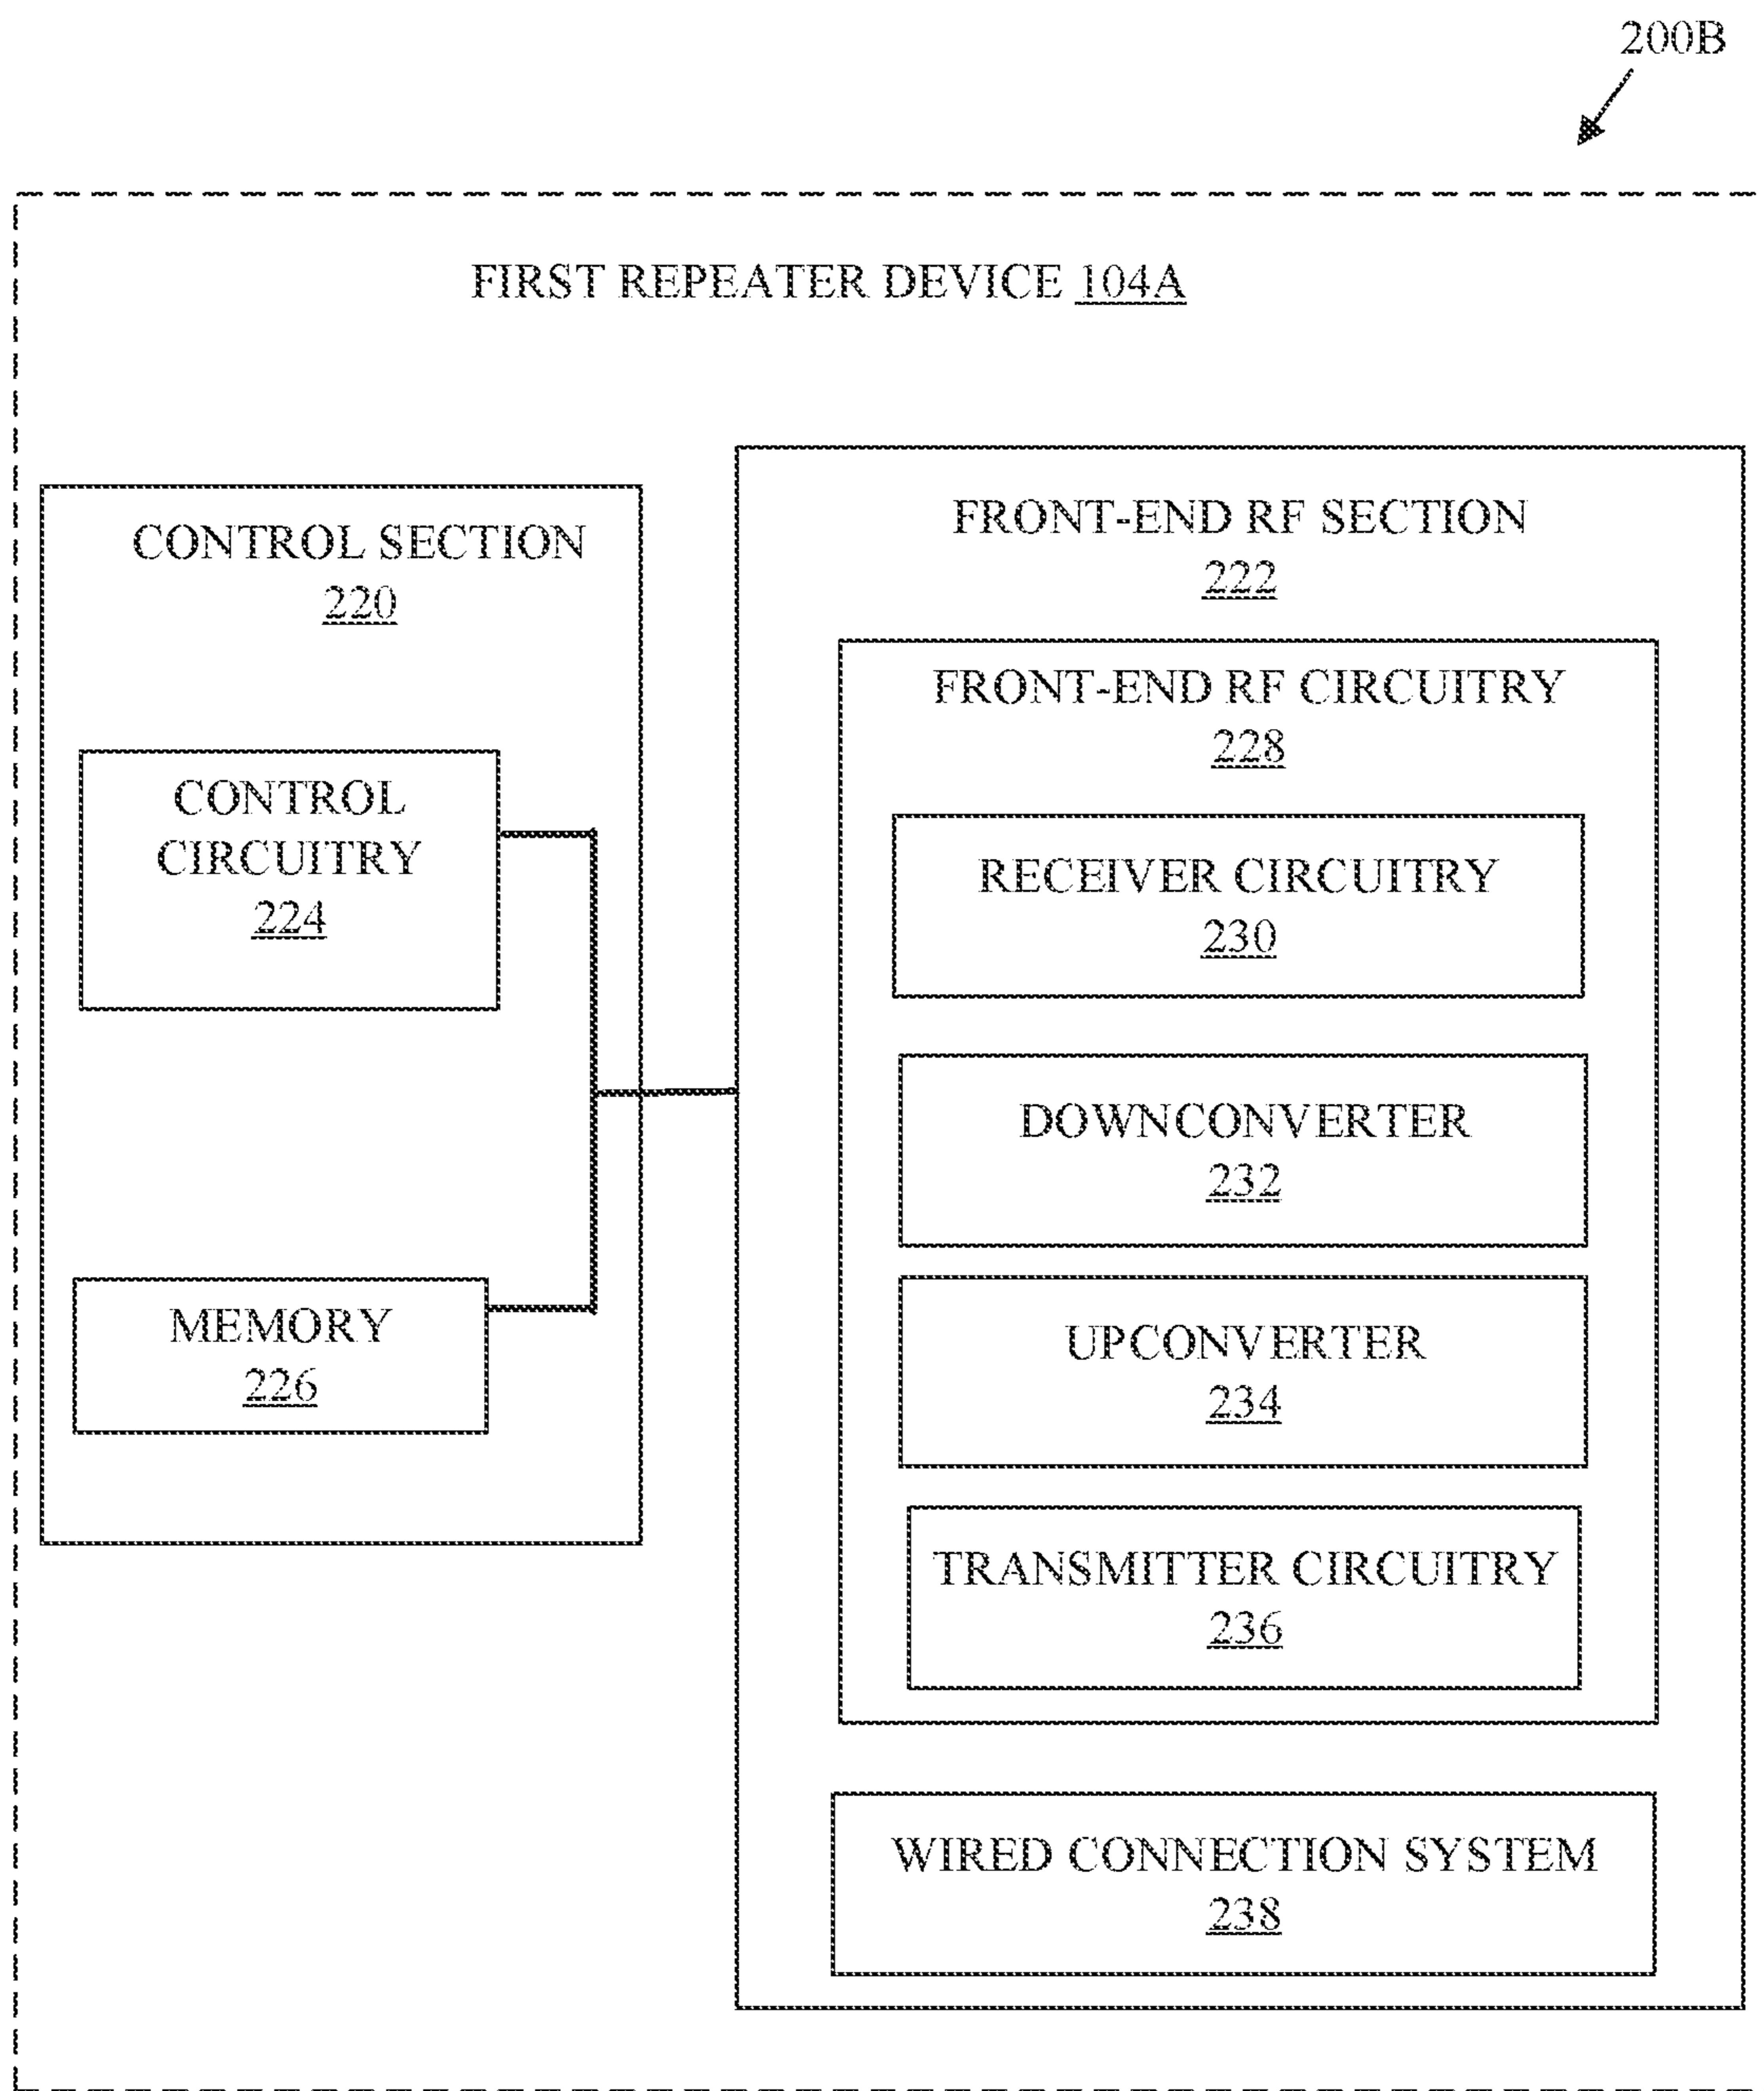 200B
FIRST REPEATER DEVICE 104A
CONTROL SECTION
220
CONTROL
CIRCUITRY
224
MEMORY
226
FRONT-END RF SECTION
222
FRONT-END RF CIRCUITRY
228
RECEIVER CIRCUITRY
230
DOWNCONVERTER
232
UPCONVERTER
234
TRANSMITTER CIRCUITRY
236
WIRED CONNECTION SYSTEM
238